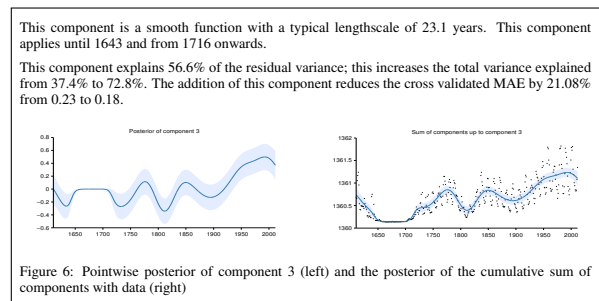 This component is a smooth function with a typical lengthscale of 23.1 years. This component
applies until 1643 and from 1716 onwards.
This component explains 56.6% of the residual variance; this increases the total variance explained
from 37.4% to 72.8%. The addition of this component reduces the cross validated MAE by 21.08%
from 0.23 to 0.18.
Posterior of component 3
0.8
0.6
0.4
0.2
0
−0.2
−0.4
−0.6
1650 1700 1750 1800 1850 1900 1950 2000
Sum of components up to component 3
1362
1361.5
1361
1360.5
1360
1650 1700 1750 1800 1850 1900 1950 2000
Figure 6: Pointwise posterior of component 3 (left) and the posterior of the cumulative sum of
components with data (right)